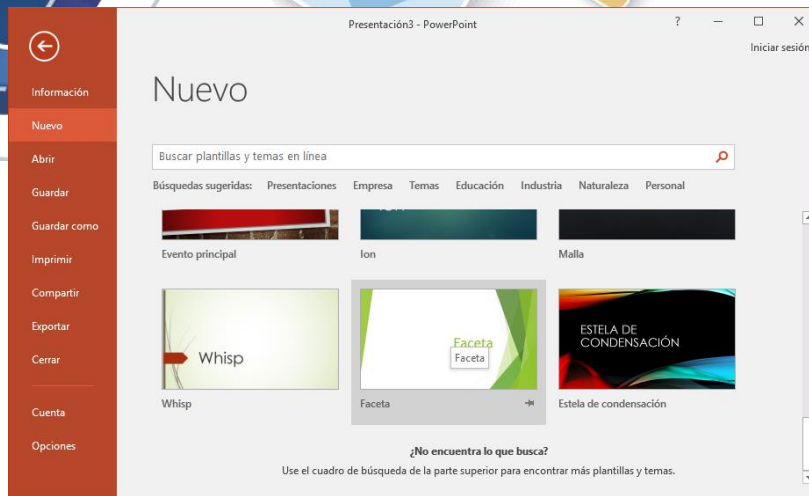 Presentación3 - PowerPoint
?
Iniciar sesión
Información
Nuevo
Abrir
Guardar
Guardar como
Imprimir
Compartir
Exportar
Cerrar
Cuenta
Opciones
Nuevo
Buscar plantillas y temas en línea
Búsquedas sugeridas: Presentaciones Empresa Temas Educación Industria Naturaleza Personal
Evento principal Ion Malla
Whisp
Faceta
Faceta
ESTELA DE
CONDENSACIÓN
Whisp Faceta Estela de condensación
¿No encuentra lo que busca?
Use el cuadro de búsqueda de la parte superior para encontrar más plantillas y temas.